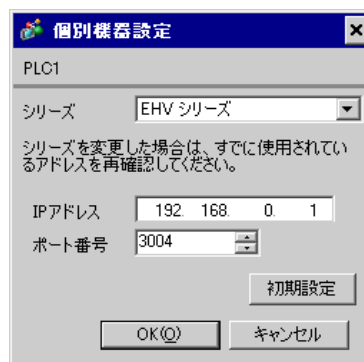 個別機器設定
PLC1
シリーズ EHV シリーズ
シリーズを変更した場合は、すでに使用されてい
るアドレスを再確認してください。
IPアドレス 192. 168. 0. 1
ポート番号 3004
初期設定
OK(O) キャンセル